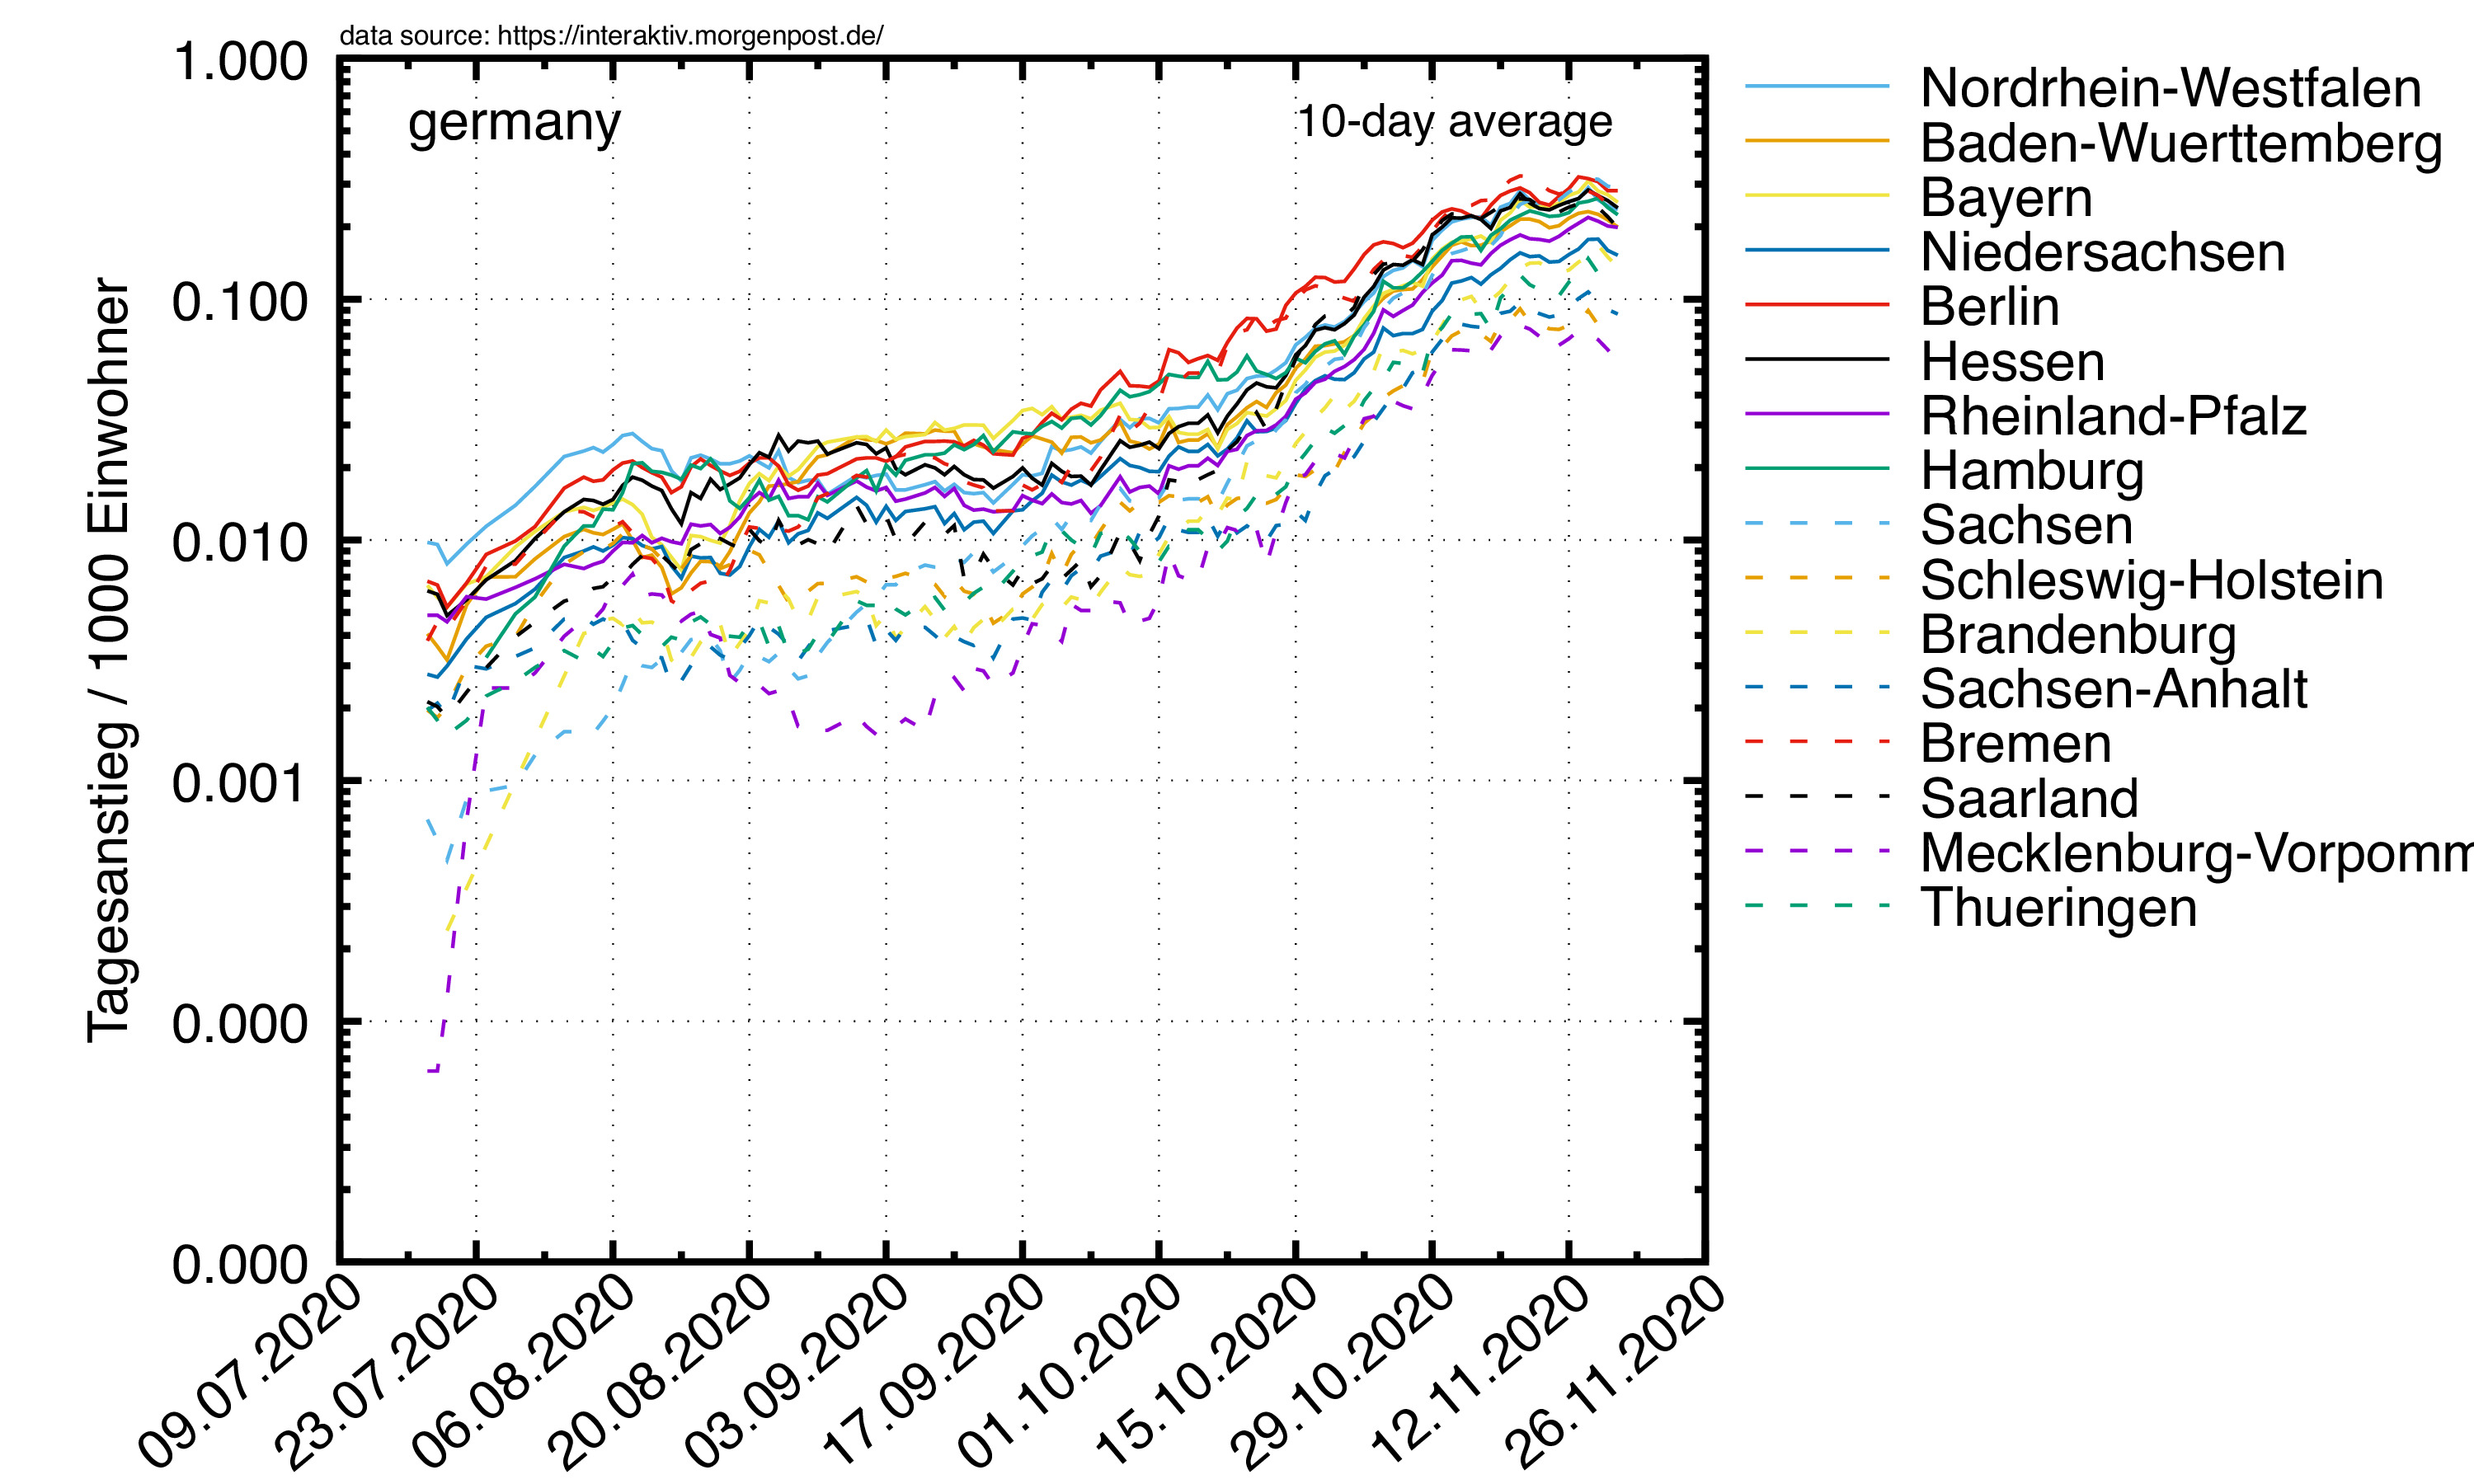 data source: https://interaktiv.morgenpost.de/
germany
10-day average
Tagesanstieg / 1000 Einwohner
1.000
0.100
0.010
0.001
0.000
0.000
09.07.2020
23.07.2020
06.08.2020
20.08.2020
03.09.2020
17.09.2020
01.10.2020
15.10.2020
29.10.2020
12.11.2020
26.11.2020
Nordrhein-Westfalen
Baden-Wuerttemberg
Bayern
Niedersachsen
Berlin
Hessen
Rheinland-Pfalz
Hamburg
Sachsen
Schleswig-Holstein
Brandenburg
Sachsen-Anhalt
Bremen
Saarland
Mecklenburg-Vorpomm
Thueringen